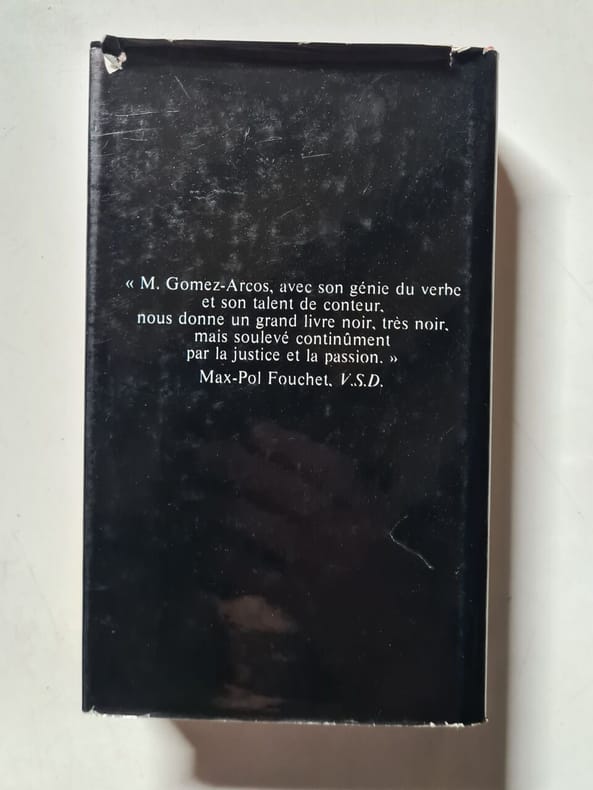 « M. Gomez-Arcos, avec son génie du verbe
et son talent de conteur,
nous donne un grand livre noir, très noir,
mais soulevé continûment
par la justice et la passion. »
Max-Pol Fouchet, V.S.D.